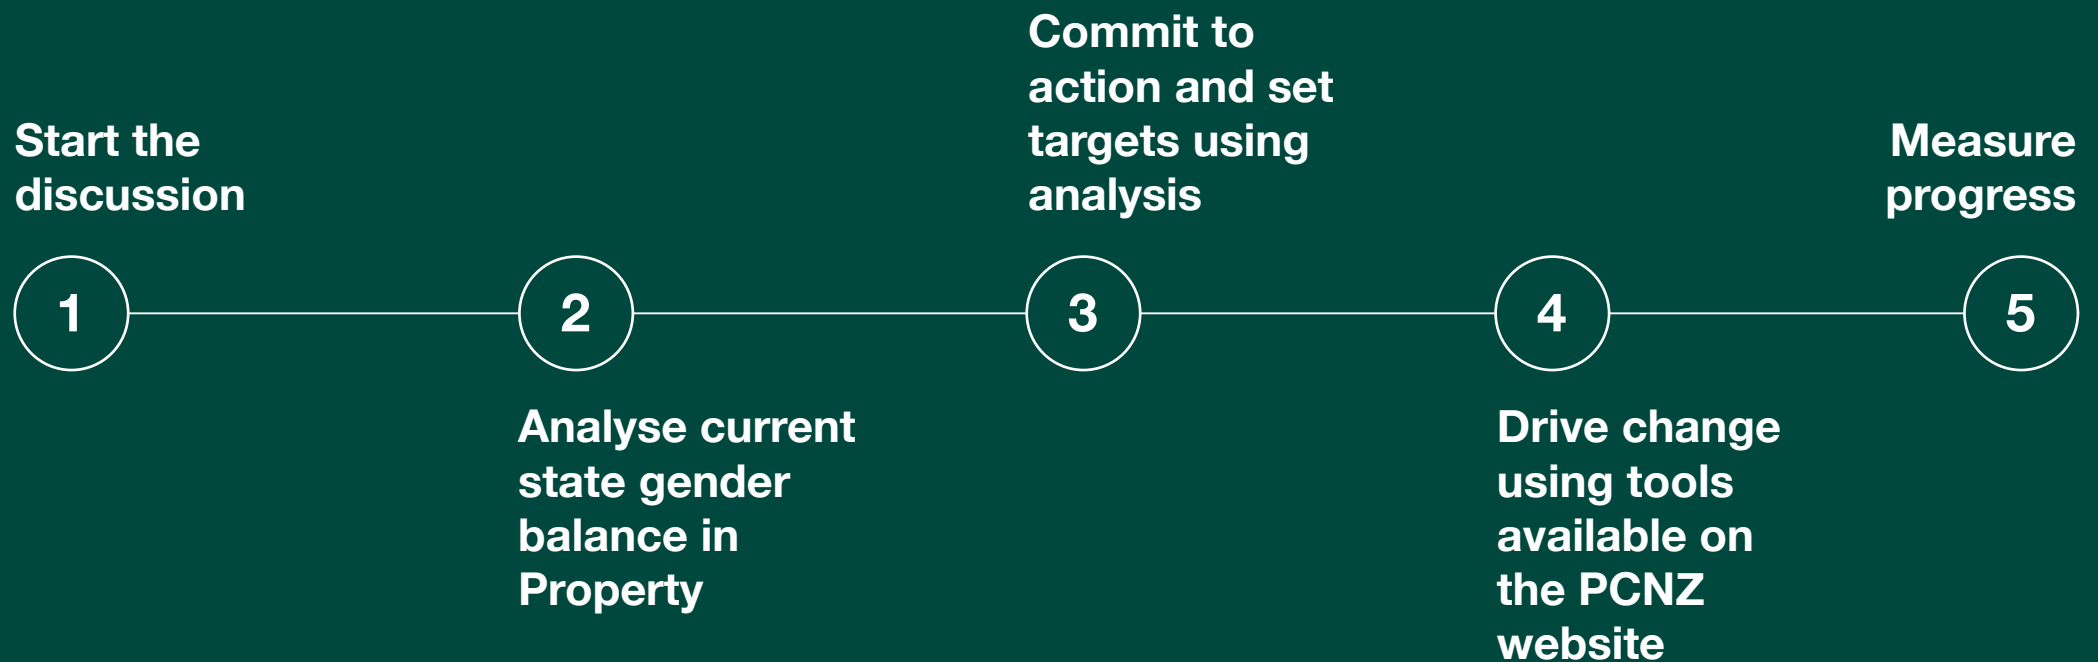 Start the
discussion
1
2
Analyse current
state gender
balance in
Property
Commit to
action and set
targets using
analysis
3
4
Drive change
using tools
available on
the PCNZ
website
Measure
progress
5